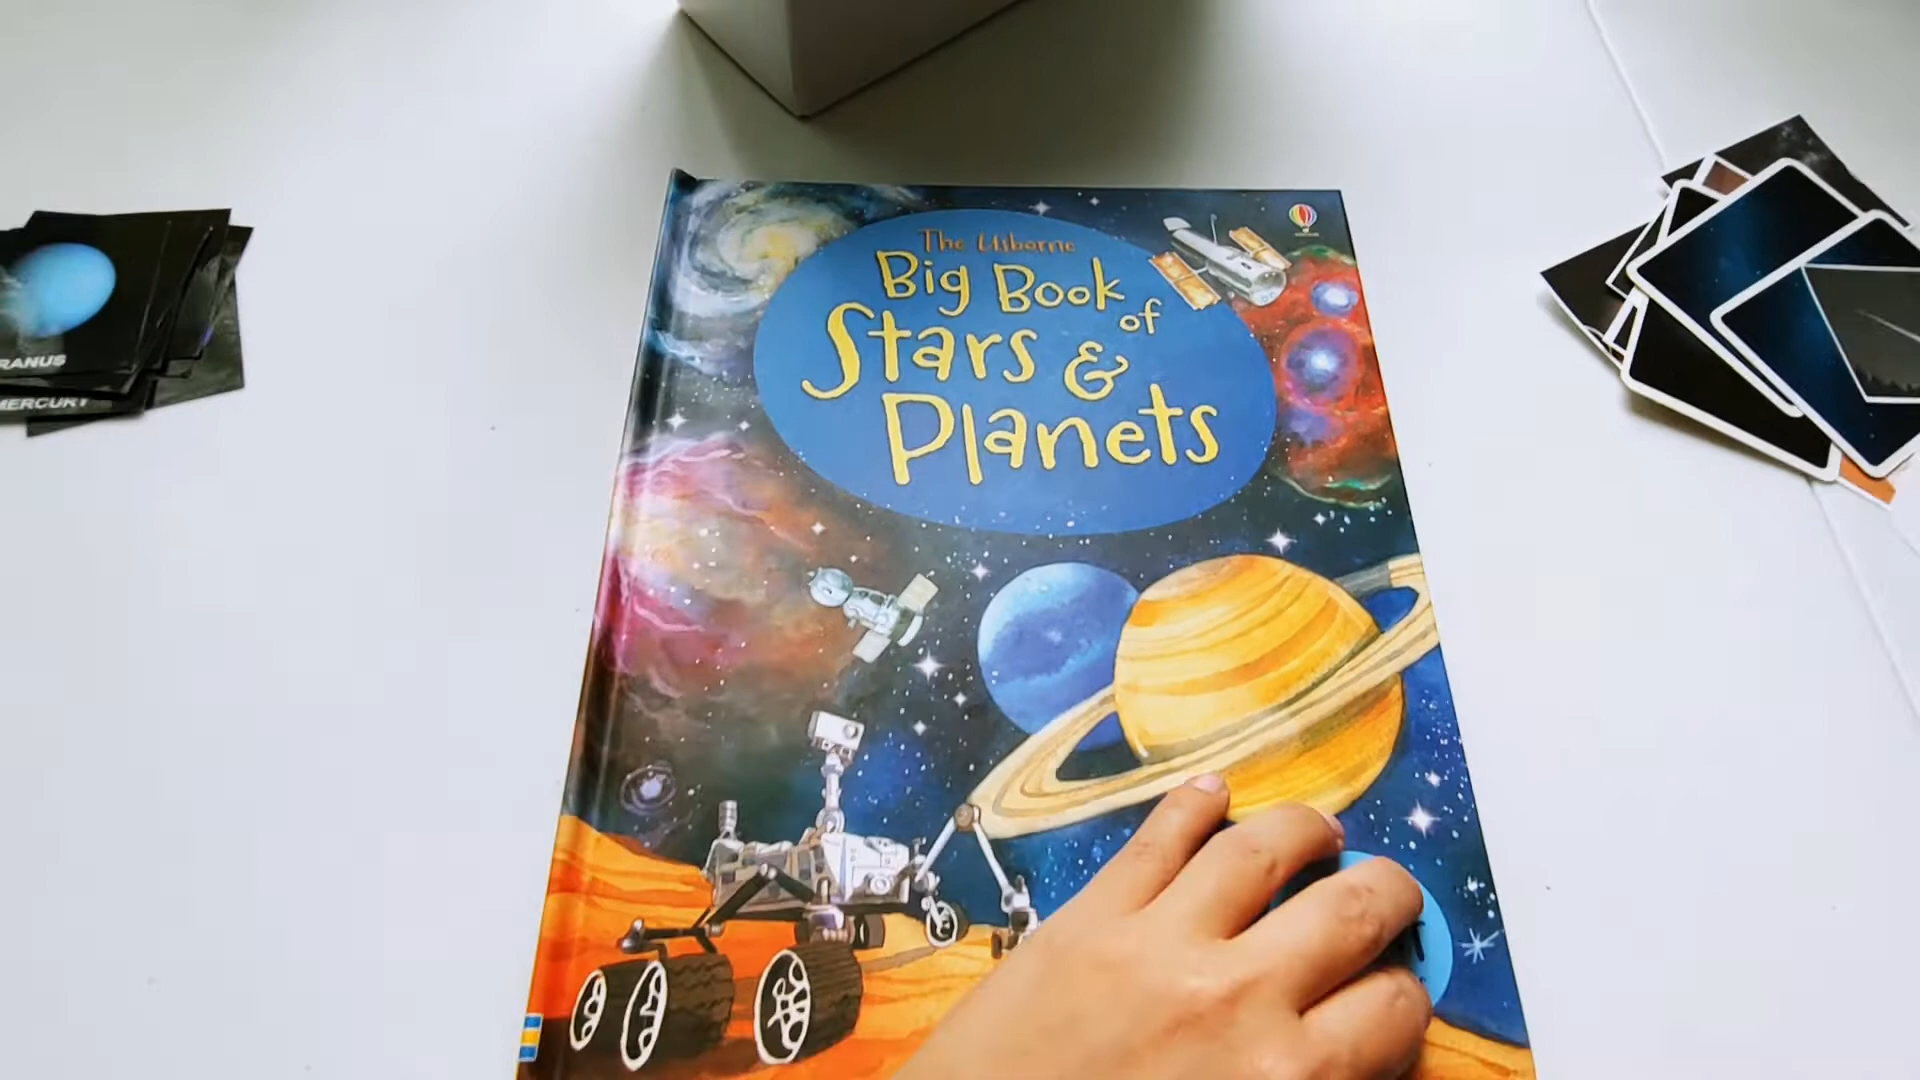 The Usborne
Big Book
of
Stars &
Planets
RANUS
MERCURY